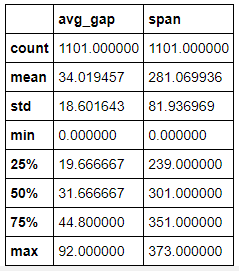 avg_gap span
count 1101.000000 1101.000000
mean 34.019457 281.069936
std 18.601643 81.936969
min 0.000000 0.000000
25% 19.666667 239.000000
50% 31.666667 301.000000
75% 44.800000 351.000000
max 92.000000 373.000000